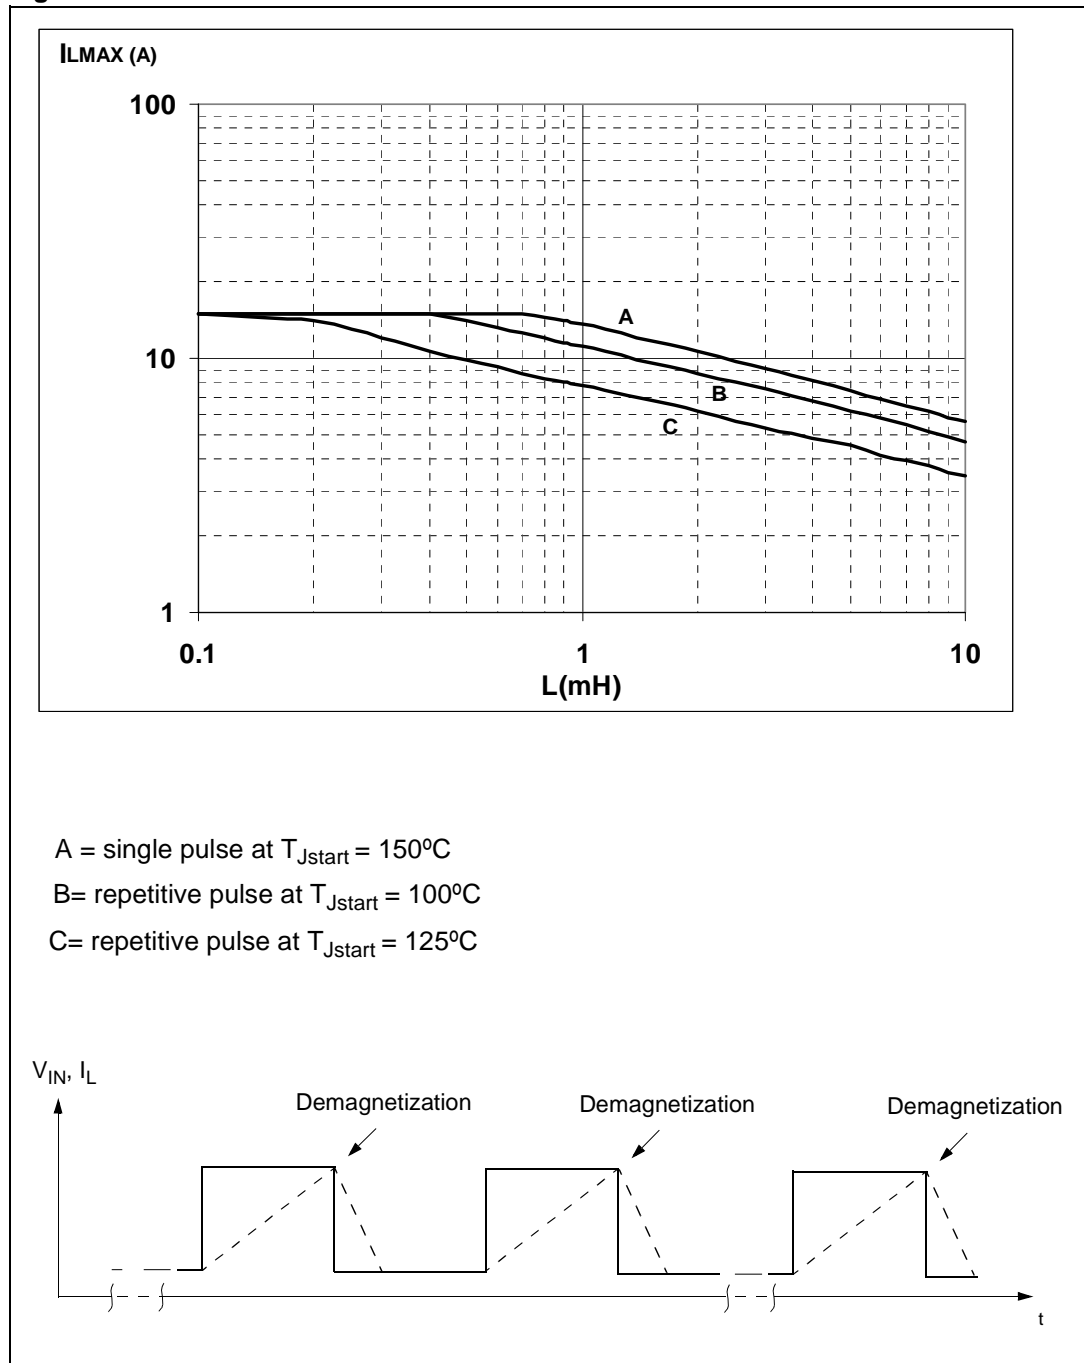 ILMAX (A)
100
10
1
A
B
C
0.1 1 10
L(mH)
A = single pulse at TJstart = 150ºC
B= repetitive pulse at TJstart = 100ºC
C= repetitive pulse at TJstart = 125ºC
VIN, IL
Demagnetization Demagnetization Demagnetization
t